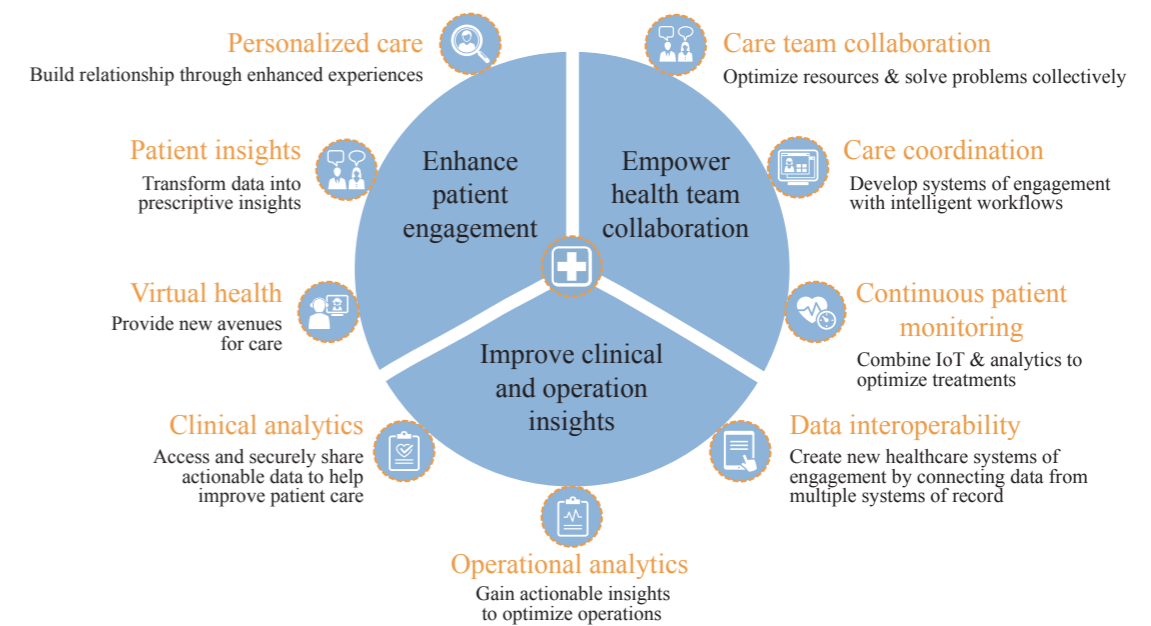 Personalized care
Build relationship through enhanced experiences
Patient insights
Transform data into
prescriptive insights
Virtual health
Provide new avenues
for care
Clinical analytics
Access and securely share
actionable data to help
improve patient care
Enhance
patient
engagement
Empower
health team
collaboration
Improve clinical
and operation
insights
Care team collaboration
Optimize resources & solve problems collectively
Care coordination
Develop systems of engagement
with intelligent workflows
Continuous patient
monitoring
Combine IoT & analytics to
optimize treatments
Data interoperability
Create new healthcare systems of
engagement by connecting data from
multiple systems of record
Operational analytics
Gain actionable insights
to optimize operations